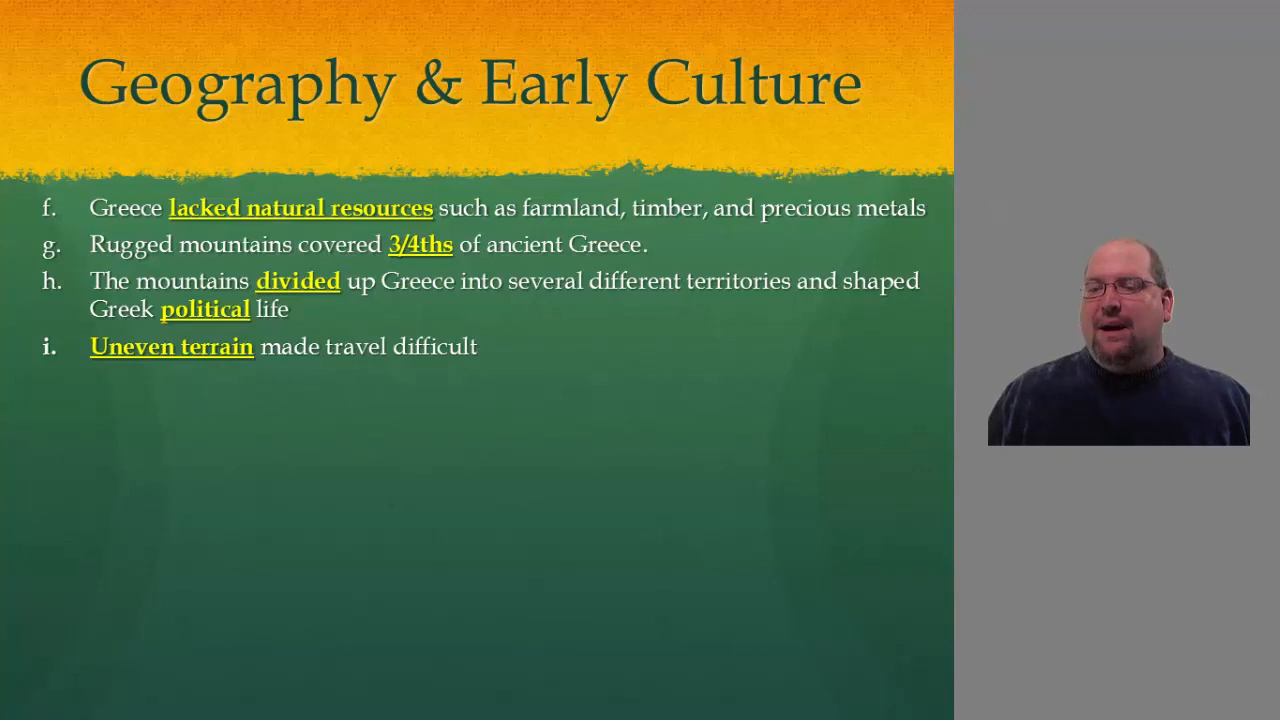 Geography & Early Culture
f. Greece lacked natural resources such as farmland, timber, and precious metals
g. Rugged mountains covered 3/4ths of ancient Greece.
h. The mountains divided up Greece into several different territories and shaped
Greek political life
i. Uneven terrain made travel difficult